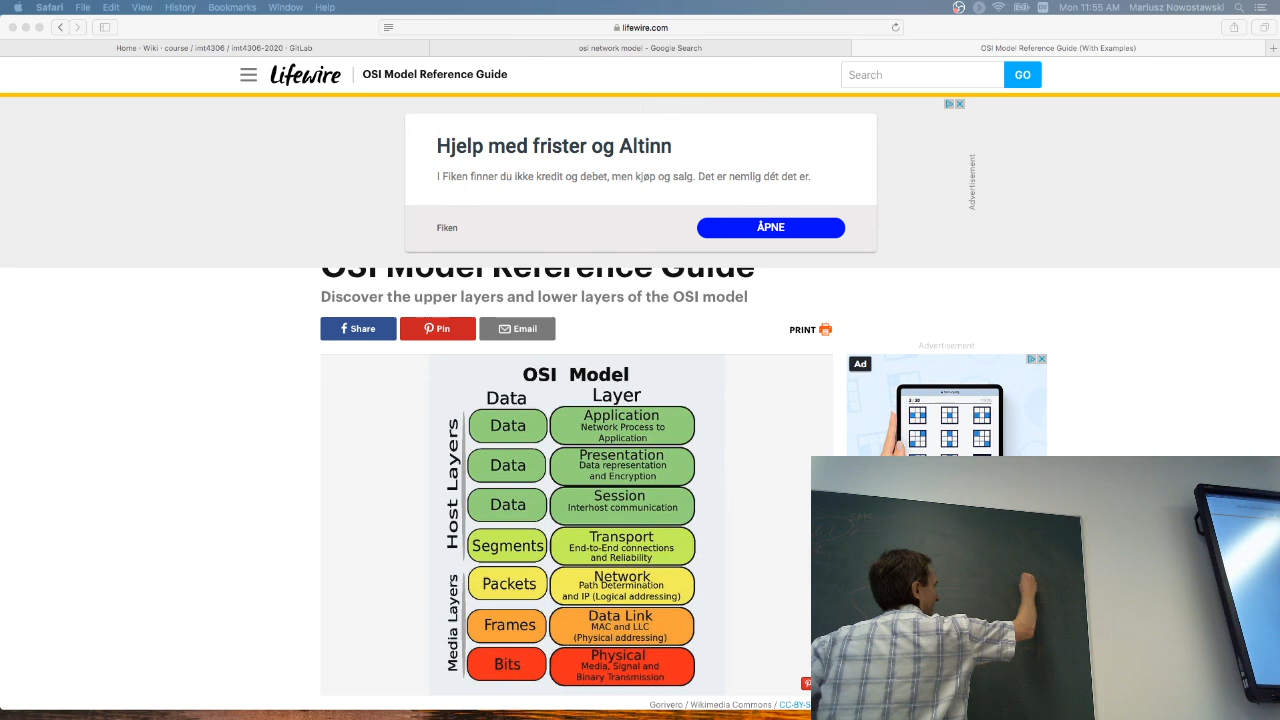 Safari File Edit View History Bookmarks Window Help Mon 11:55 AM Mariusz Nowostawski
lifewire.com
Home · Wiki · course / imt4306 / imt4306-2020 · GitLab
osi network model - Google Search
OSI Model Reference Guide (With Examples)
Lifewire OSI Model Reference Guide
Search GO
Hjelp med frister og Altinn
I Fiken finner du ikke kredit og debet, men kjøp og salg. Det er nemlig dét det er.
Fiken
ÅPNE
Advertisement
OSI Model Reference Guide
Discover the upper layers and lower layers of the OSI model
Share Pin Email
PRINT
Advertisement
Ad
OSI Model
Data Layer
Host Layers
Data Application
Network Process to
Application
Data Presentation
Data representation
and Encryption
Data Session
Interhost communication
Segments Transport
End-to-End connections
and Reliability
Media Layers
Packets Network
Path Determination
and IP (Logical addressing)
Frames Data Link
MAC and LLC
(Physical addressing)
Bits Physical
Media, Signal and
Binary Transmission
Gorivero / Wikimedia Commons / CC-BY-S